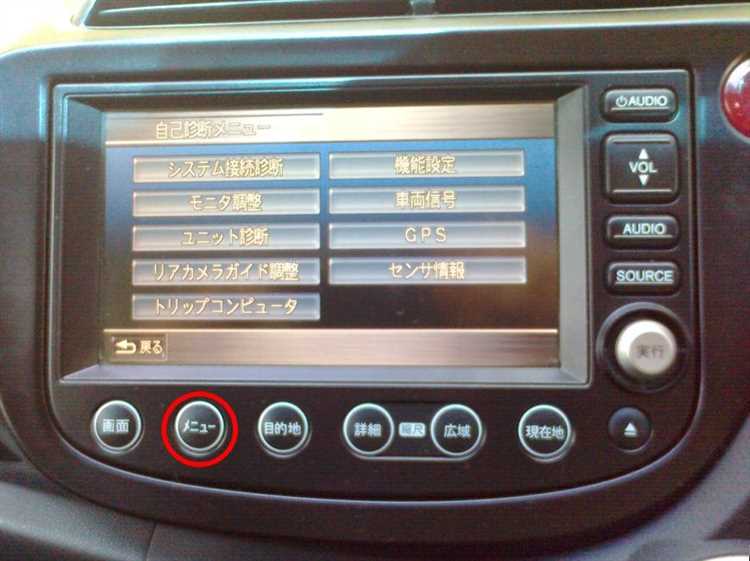 自己診断メニュー
システム接続診断
機能設定
モニタ調整
車両信号
ユニット診断
GPS
リアカメラガイド調整
センサ情報
トリップコンピュータ
戻る
AUDIO
VOL
AUDIO
SOURCE
実行
画面
メニュー
目的地
詳細
縮尺
広域
現在地